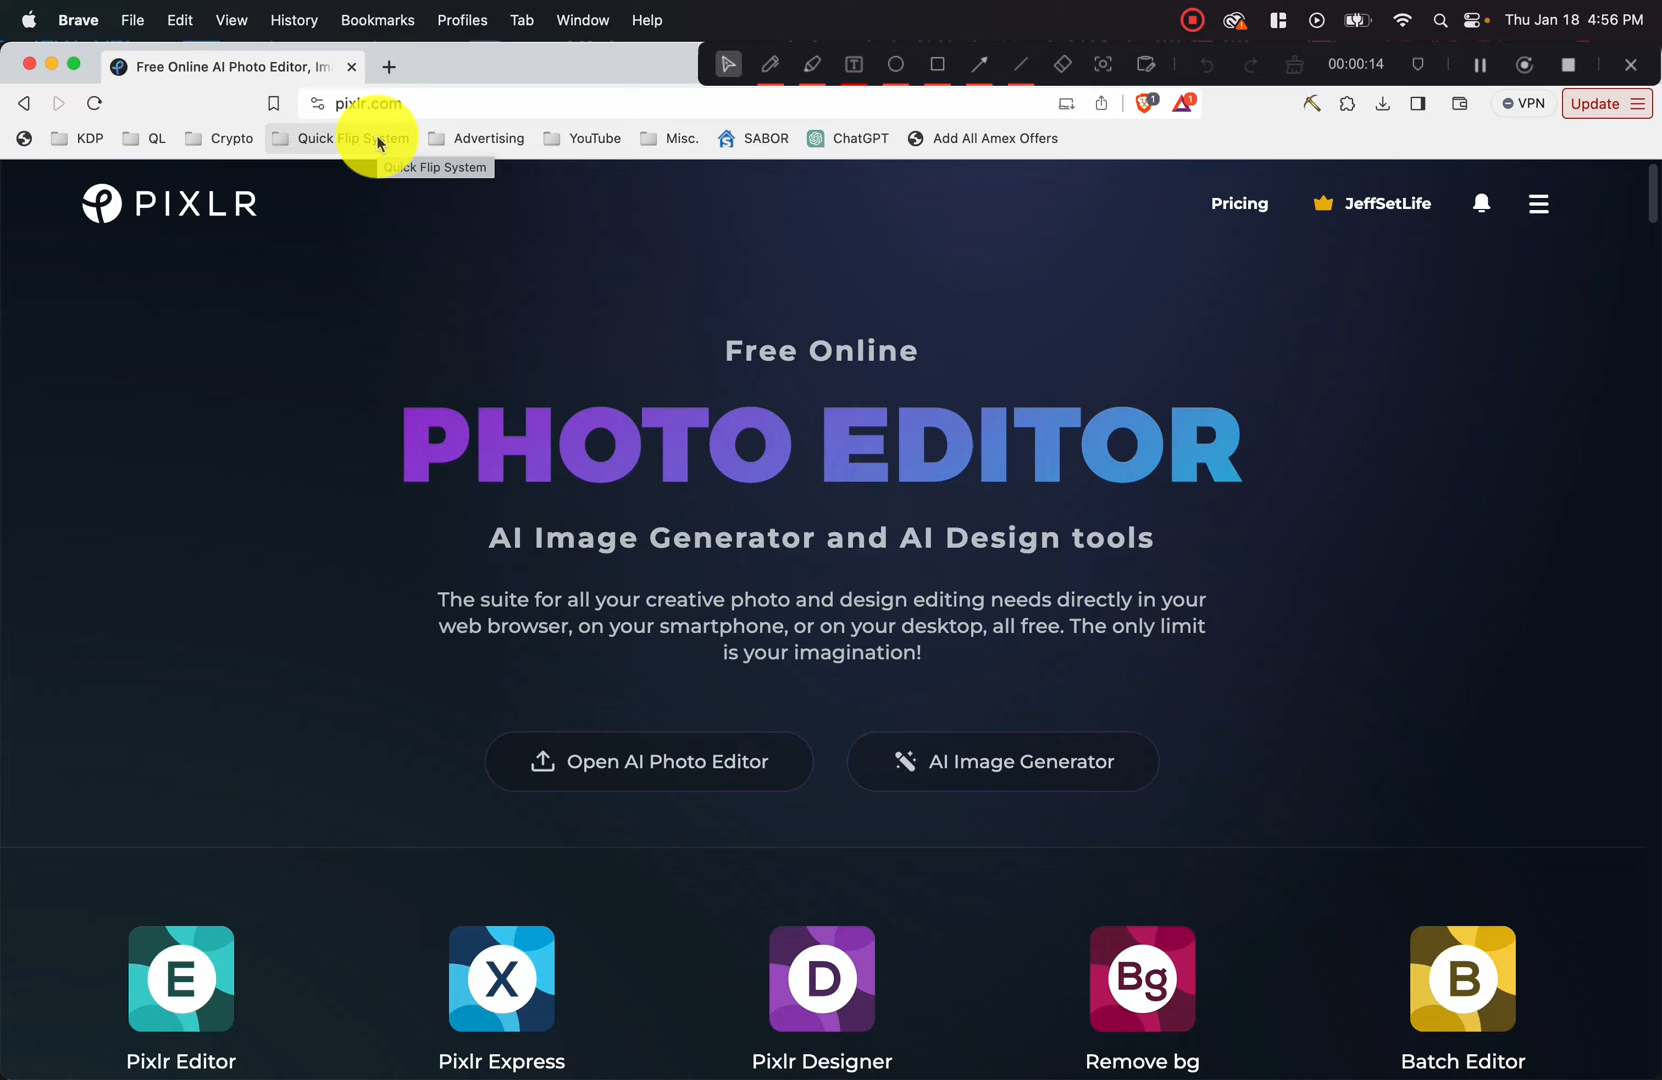 Brave File Edit View History Bookmarks Profiles Tab Window Help Thu Jan 18 4:56 PM
Free Online AI Photo Editor, Im 00:00:14
pixlr.com 1 1 VPN Update
KDP QL Crypto Quick Flip System Advertising YouTube Misc. SABOR ChatGPT Add All Amex Offers
Quick Flip System
PIXLR Pricing JeffSetLife
Free Online
PHOTO EDITOR
AI Image Generator and AI Design tools
The suite for all your creative photo and design editing needs directly in your
web browser, on your smartphone, or on your desktop, all free. The only limit
is your imagination!
Open AI Photo Editor AI Image Generator
E X D Bg B
Pixlr Editor Pixlr Express Pixlr Designer Remove bg Batch Editor